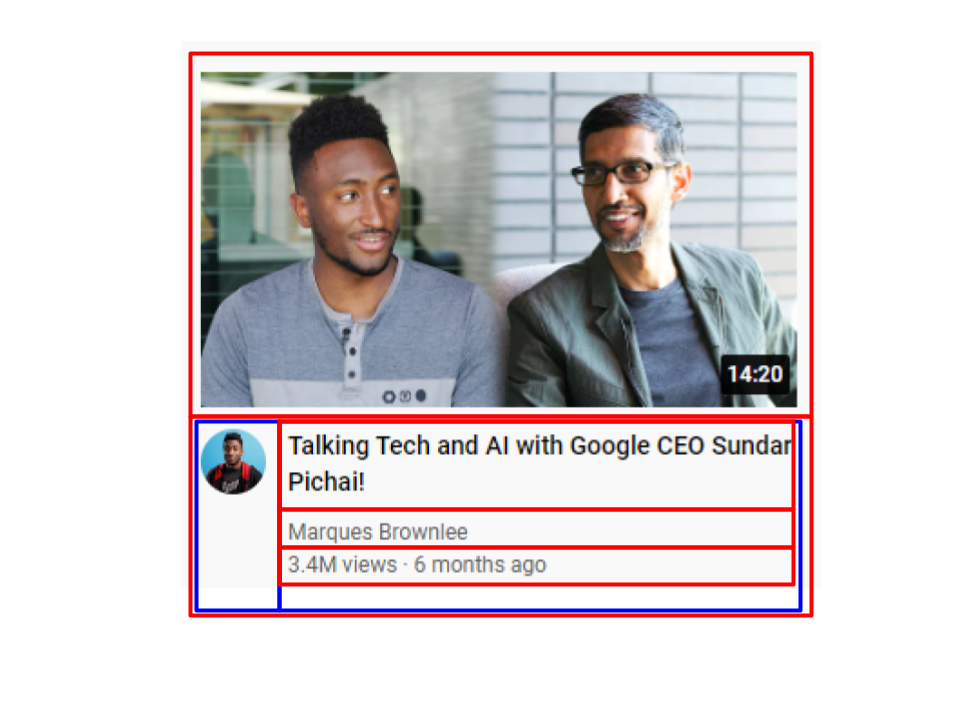 14:20
Talking Tech and AI with Google CEO Sundar
Pichai!
Marques Brownlee
3.4M views · 6 months ago